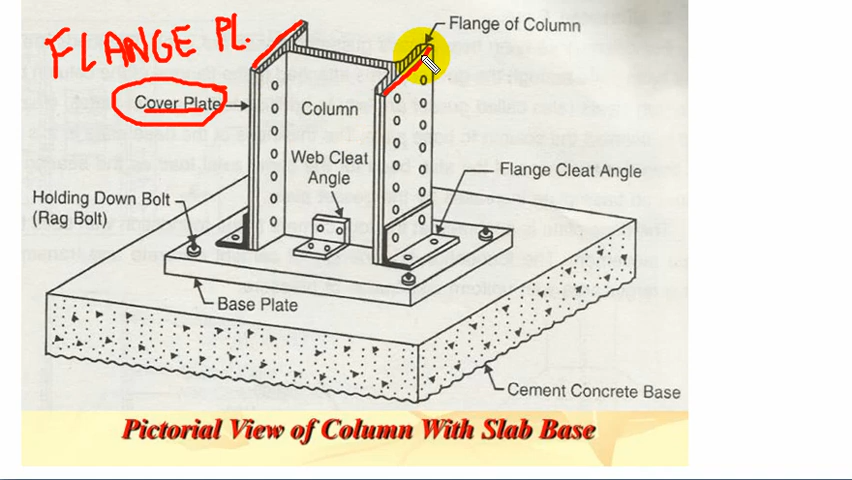 FLANGE PL.
Flange of Column
Cover Plate
Column
Web Cleat
Angle
Flange Cleat Angle
Holding Down Bolt
(Rag Bolt)
Base Plate
Cement Concrete Base
Pictorial View of Column With Slab Base